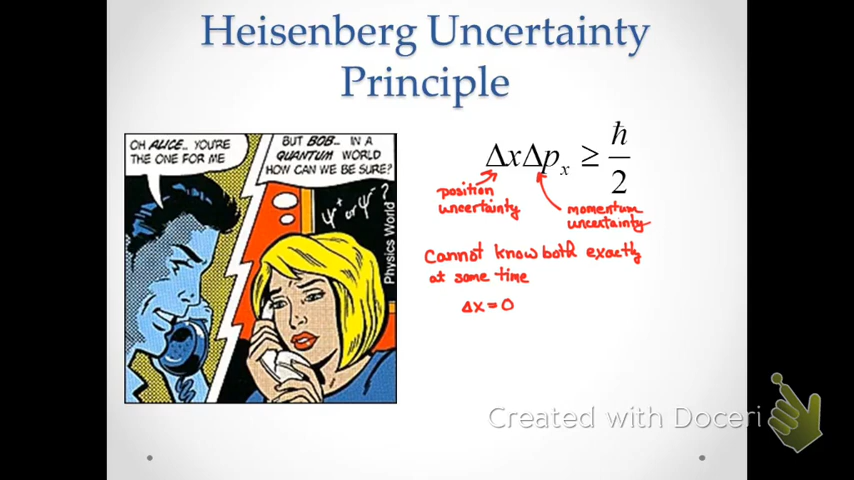 Heisenberg Uncertainty
Principle
OH ALICE.. YOU'RE
THE ONE FOR ME
BUT BOB.. IN A
QUANTUM WORLD
HOW CAN WE BE SURE?
Ψ⁺ or Ψ⁻ ?
Physics World
ΔxΔpₓ ≥ ħ/2
position
uncertainty
momentum
uncertainty
Cannot know both exactly
at same time
Δx = 0
Created with Doceri